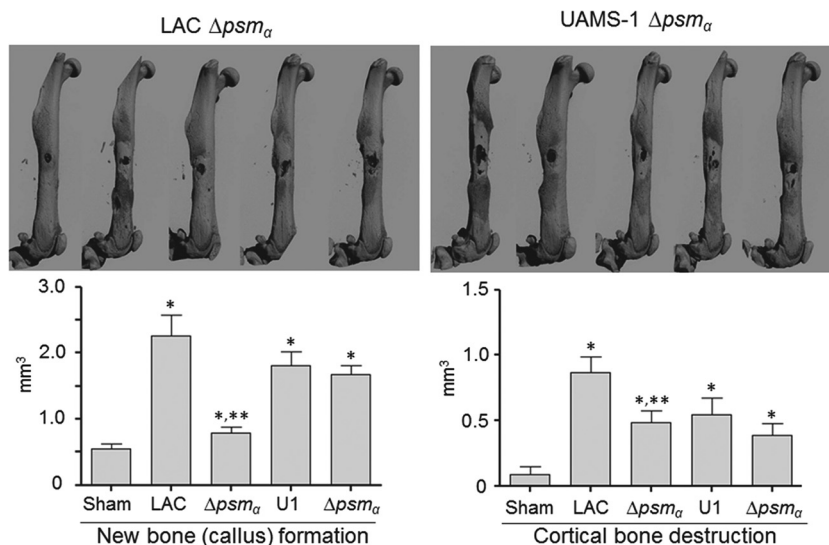 LAC Δpsmα
UAMS-1 Δpsmα
3.0
2.0
1.0
0
mm³
*
*,**
*
*
Sham LAC Δpsmα U1 Δpsmα
New bone (callus) formation
1.5
1.0
0.5
0
mm³
*
*,**
*
*
Sham LAC Δpsmα U1 Δpsmα
Cortical bone destruction